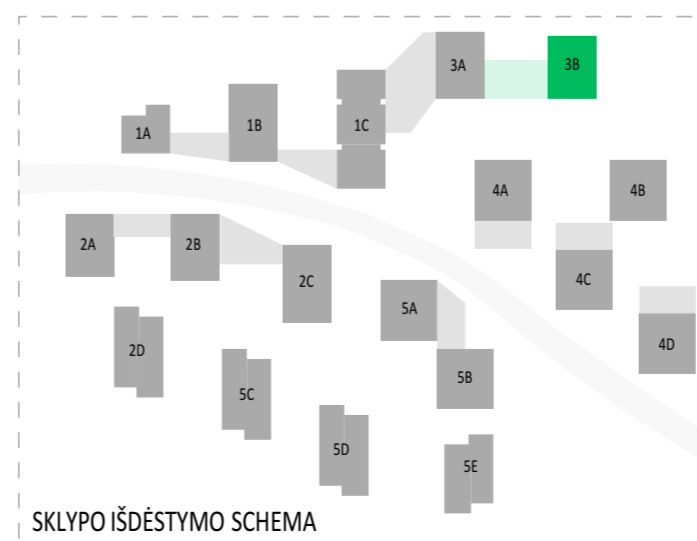 3A
3B
1A
1B
1C
4A
4B
2A
2B
2C
4C
5A
2D
4D
5B
5C
5D
5E
SKLYPO IŠDĖSTYMO SCHEMA